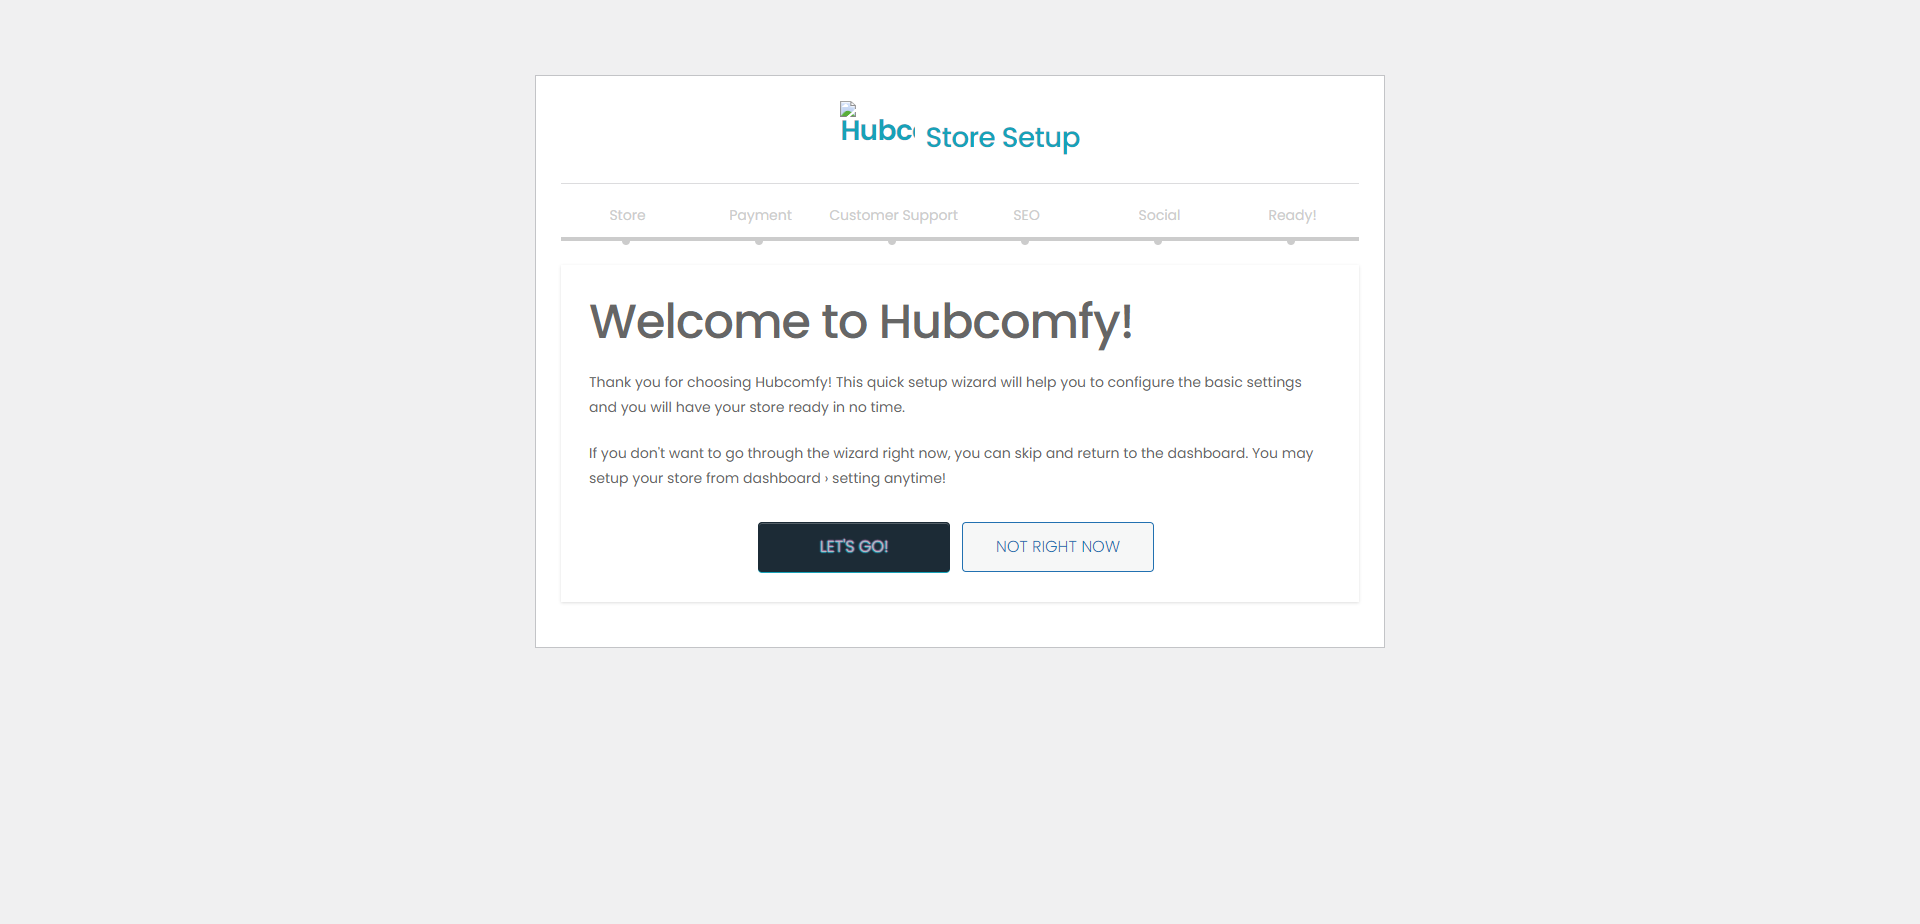 Store Setup
Store Payment Customer Support SEO Social Ready!
Welcome to Hubcomfy!
Thank you for choosing Hubcomfy! This quick setup wizard will help you to configure the basic settings
and you will have your store ready in no time.
If you don't want to go through the wizard right now, you can skip and return to the dashboard. You may
setup your store from dashboard › setting anytime!
LET'S GO! NOT RIGHT NOW